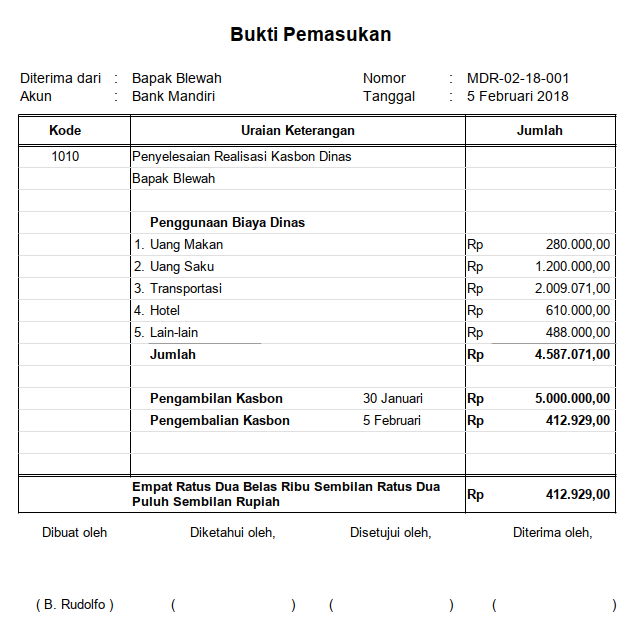 Bukti Pemasukan
Diterima dari : Bapak Blewah Nomor : MDR-02-18-001
Akun : Bank Mandiri Tanggal : 5 Februari 2018
Kode Uraian Keterangan Jumlah
1010 Penyelesaian Realisasi Kasbon Dinas
Bapak Blewah
Penggunaan Biaya Dinas
1. Uang Makan Rp 280.000,00
2. Uang Saku Rp 1.200.000,00
3. Transportasi Rp 2.009.071,00
4. Hotel Rp 610.000,00
5. Lain-lain Rp 488.000,00
Jumlah Rp 4.587.071,00
Pengambilan Kasbon 30 Januari Rp 5.000.000,00
Pengembalian Kasbon 5 Februari Rp 412.929,00
Empat Ratus Dua Belas Ribu Sembilan Ratus Dua
Puluh Sembilan Rupiah Rp 412.929,00
Dibuat oleh Diketahui oleh, Disetujui oleh, Diterima oleh,
( B. Rudolfo ) ( ) ( ) ( )